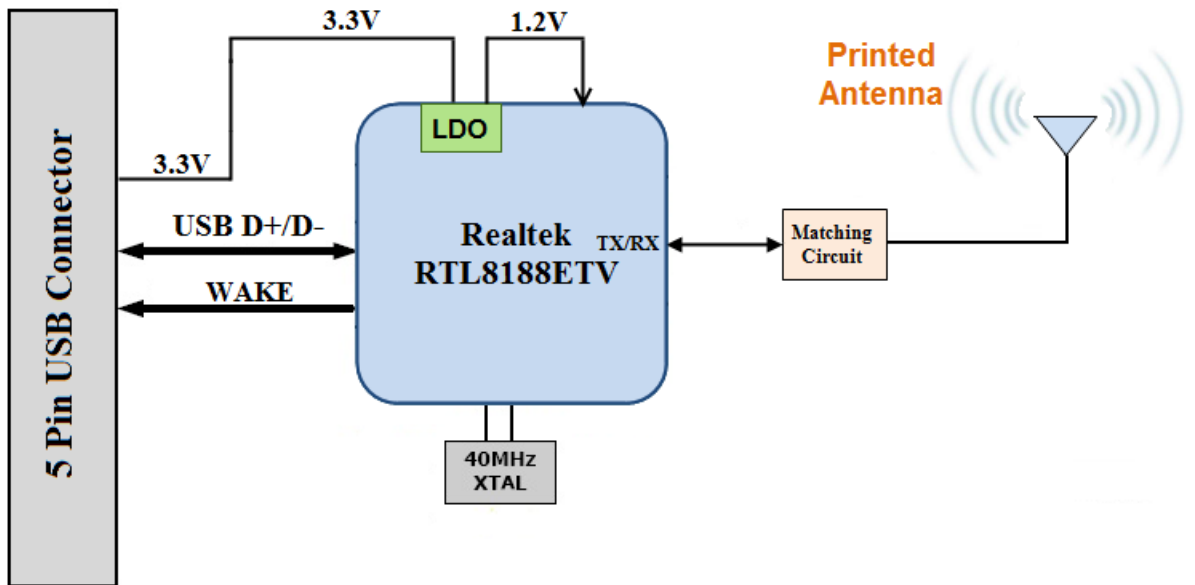 3.3V
1.2V
Printed
Antenna
LDO
3.3V
5 Pin USB Connector
USB D+/D-
Realtek
RTL8188ETV
TX/RX
Matching
Circuit
WAKE
40MHz
XTAL